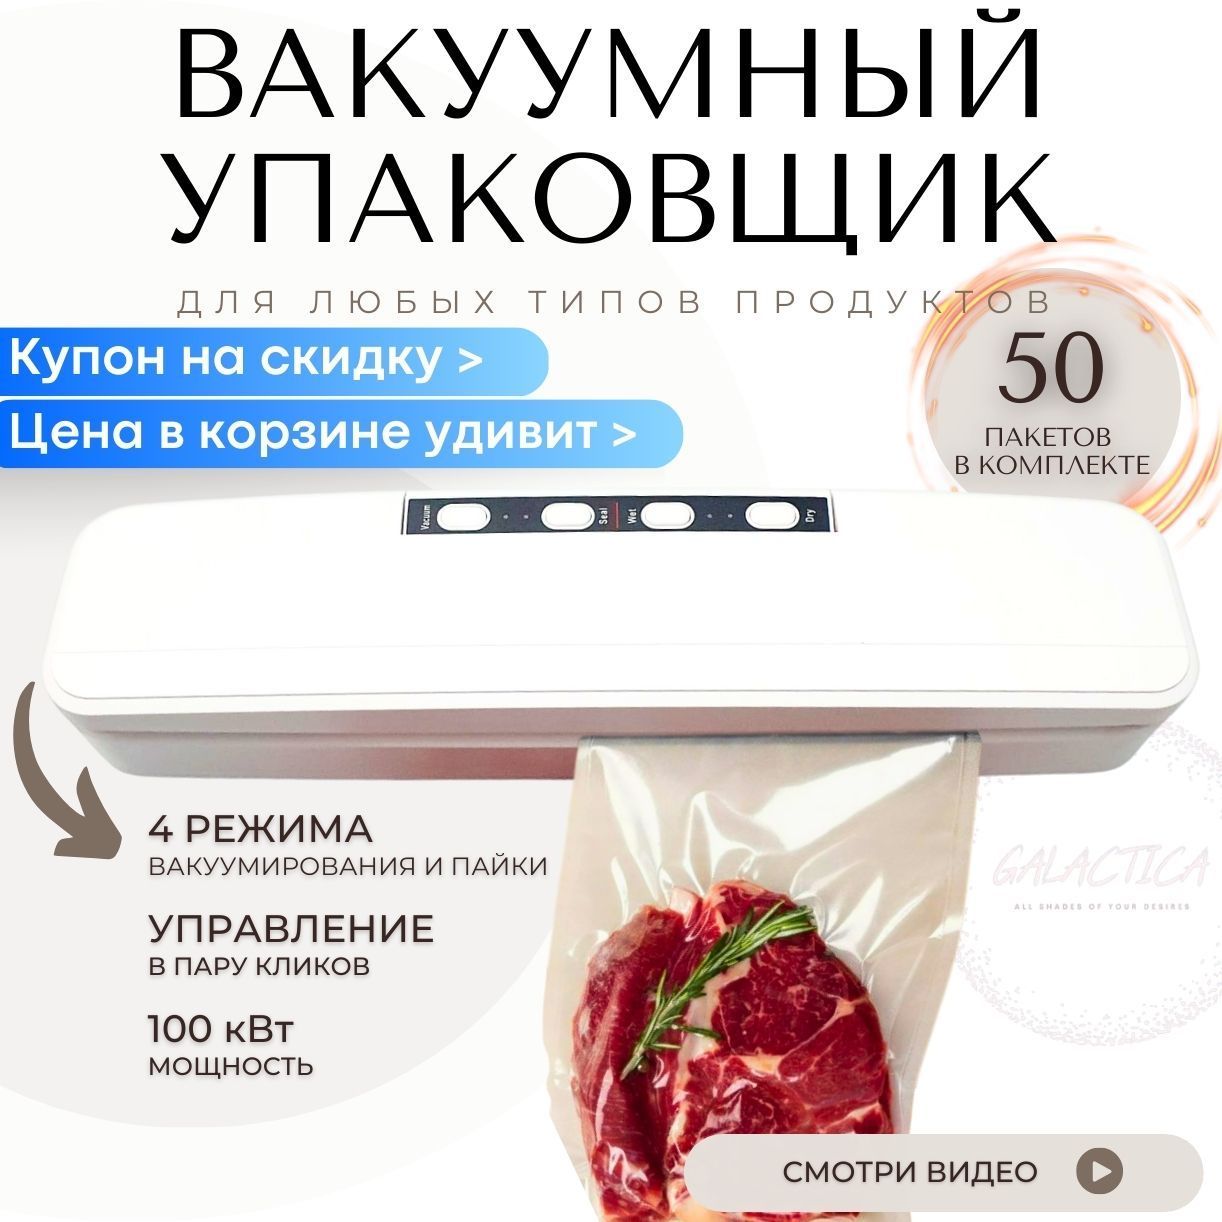 ВАКУУМНЫЙ
УПАКОВЩИК
ДЛЯ ЛЮБЫХ ТИПОВ ПРОДУКТОВ
Купон на скидку >
Цена в корзине удивит >
50
ПАКЕТОВ
В КОМПЛЕКТЕ
Vacuum Seal Wet Dry
4 РЕЖИМА
ВАКУУМИРОВАНИЯ И ПАЙКИ
УПРАВЛЕНИЕ
В ПАРУ КЛИКОВ
100 кВт
МОЩНОСТЬ
GALACTICA
ALL SHADES OF YOUR DESIRES
СМОТРИ ВИДЕО